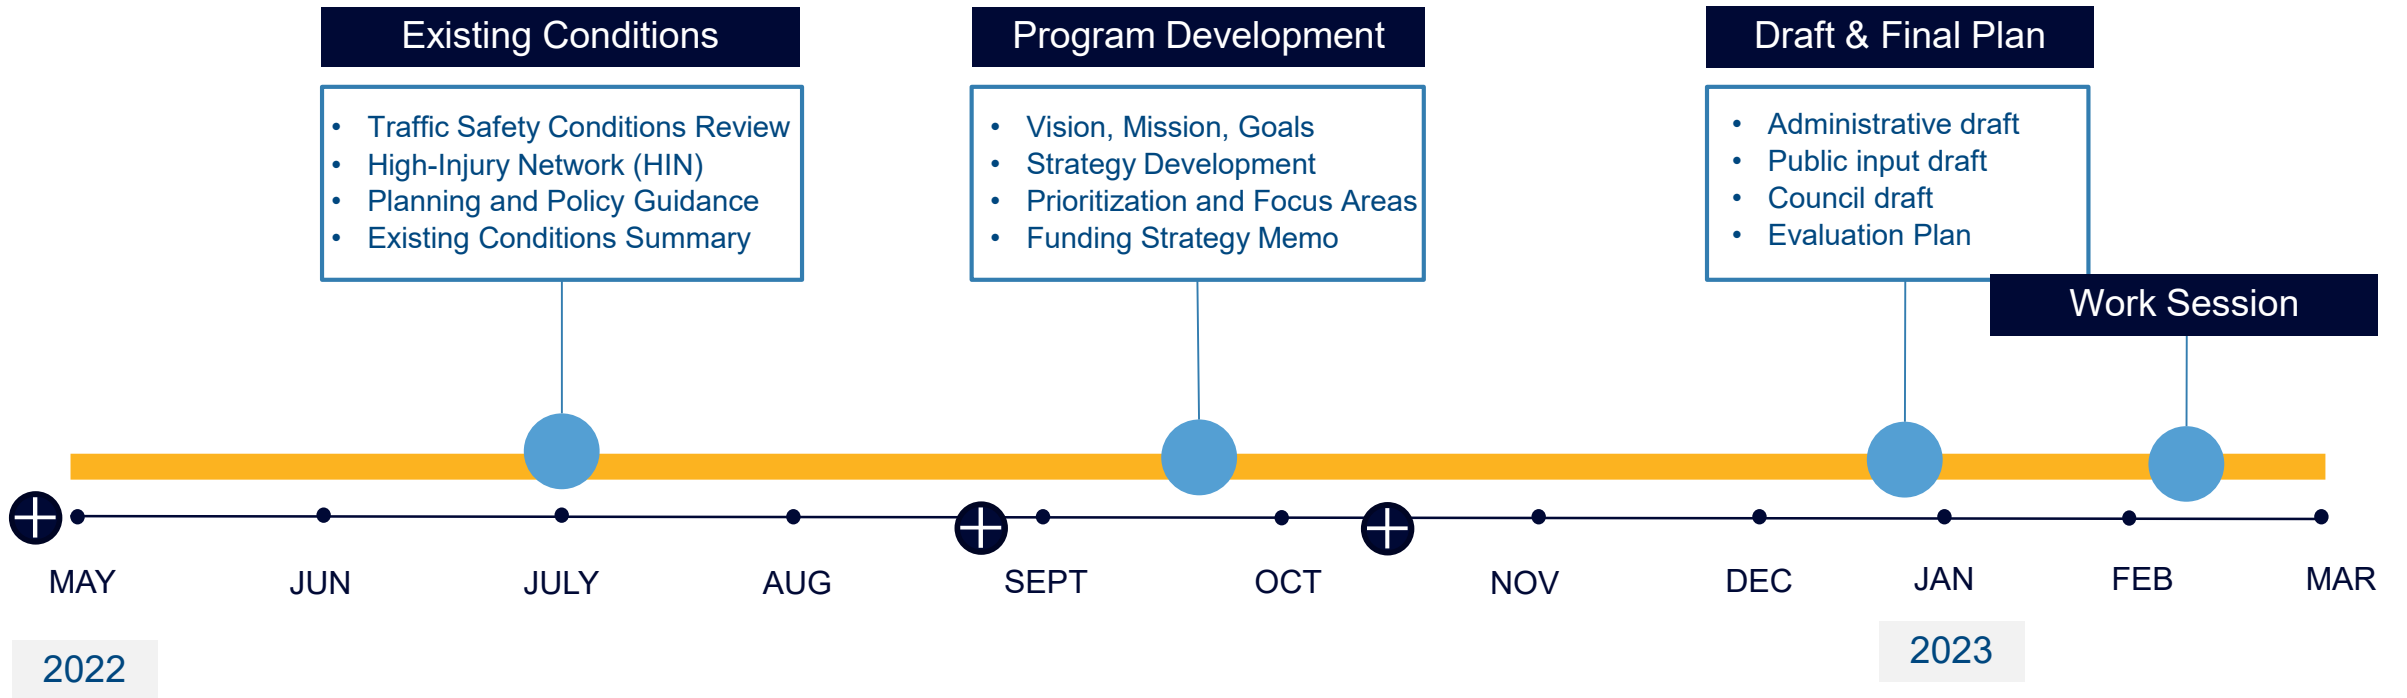 Existing Conditions
• Traffic Safety Conditions Review
• High-Injury Network (HIN)
• Planning and Policy Guidance
• Existing Conditions Summary
Program Development
• Vision, Mission, Goals
• Strategy Development
• Prioritization and Focus Areas
• Funding Strategy Memo
Draft & Final Plan
• Administrative draft
• Public input draft
• Council draft
• Evaluation Plan
Work Session
MAY JUN JULY AUG SEPT OCT NOV DEC JAN FEB MAR
2022 2023